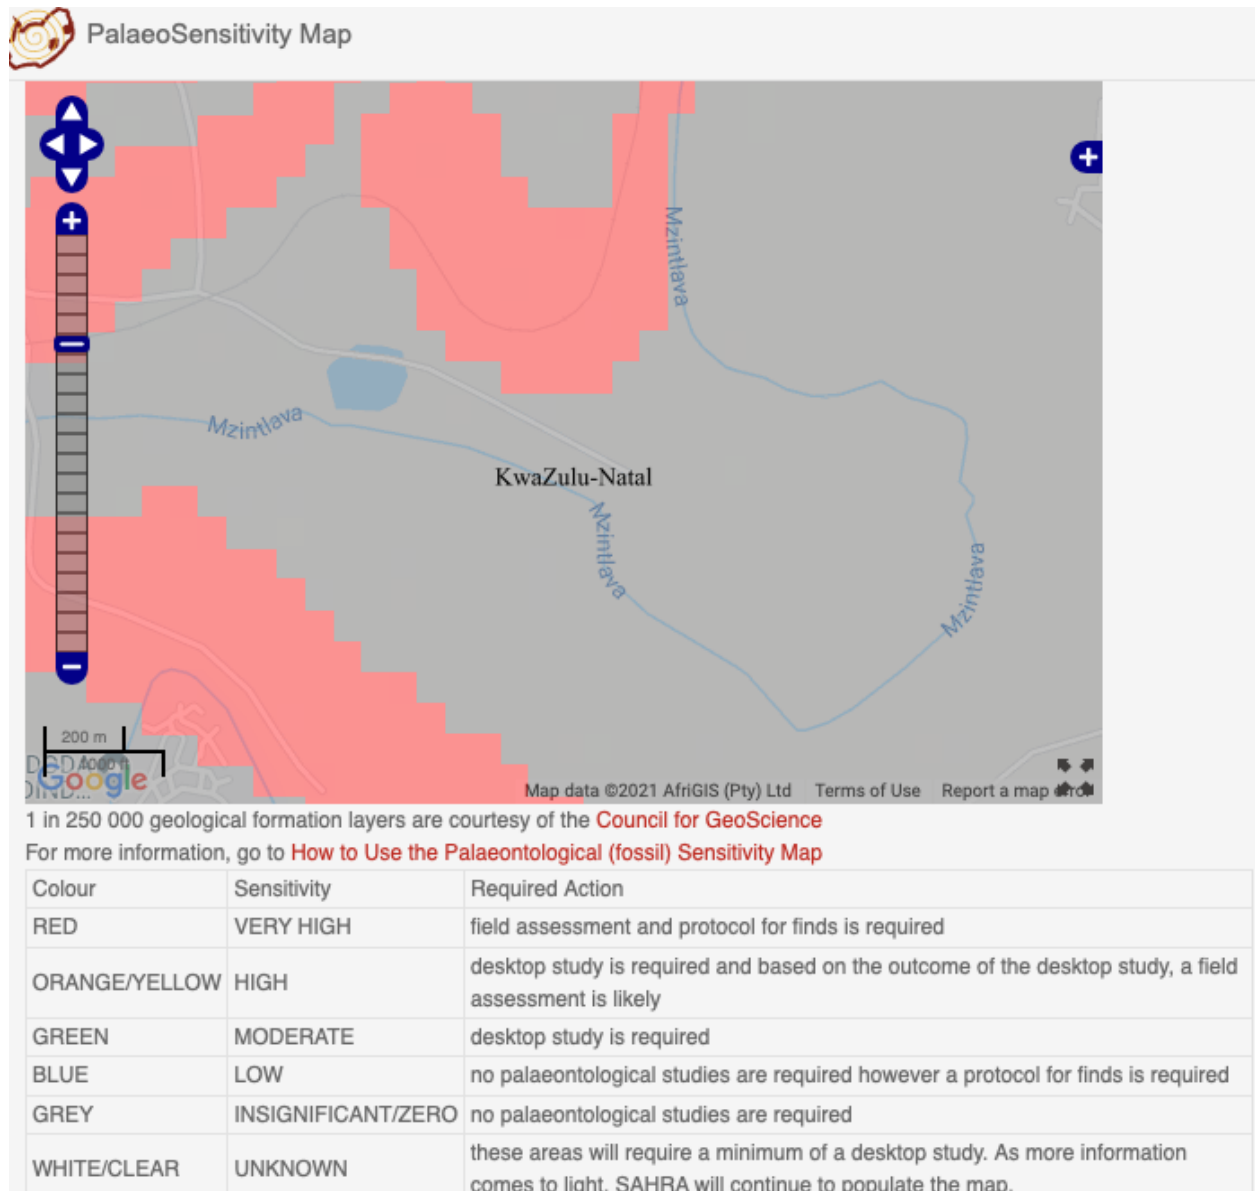 PalaeoSensitivity Map
Mzintlava
Mzintlava
KwaZulu-Natal
Mzintlava
Mzintlava
200 m
1000 ft
Google
Map data ©2021 AfriGIS (Pty) Ltd Terms of Use Report a map error
1 in 250 000 geological formation layers are courtesy of the Council for GeoScience
For more information, go to How to Use the Palaeontological (fossil) Sensitivity Map
Colour Sensitivity Required Action
RED VERY HIGH field assessment and protocol for finds is required
ORANGE/YELLOW HIGH desktop study is required and based on the outcome of the desktop study, a field
assessment is likely
GREEN MODERATE desktop study is required
BLUE LOW no palaeontological studies are required however a protocol for finds is required
GREY INSIGNIFICANT/ZERO no palaeontological studies are required
WHITE/CLEAR UNKNOWN these areas will require a minimum of a desktop study. As more information
comes to light, SAHRA will continue to populate the map.